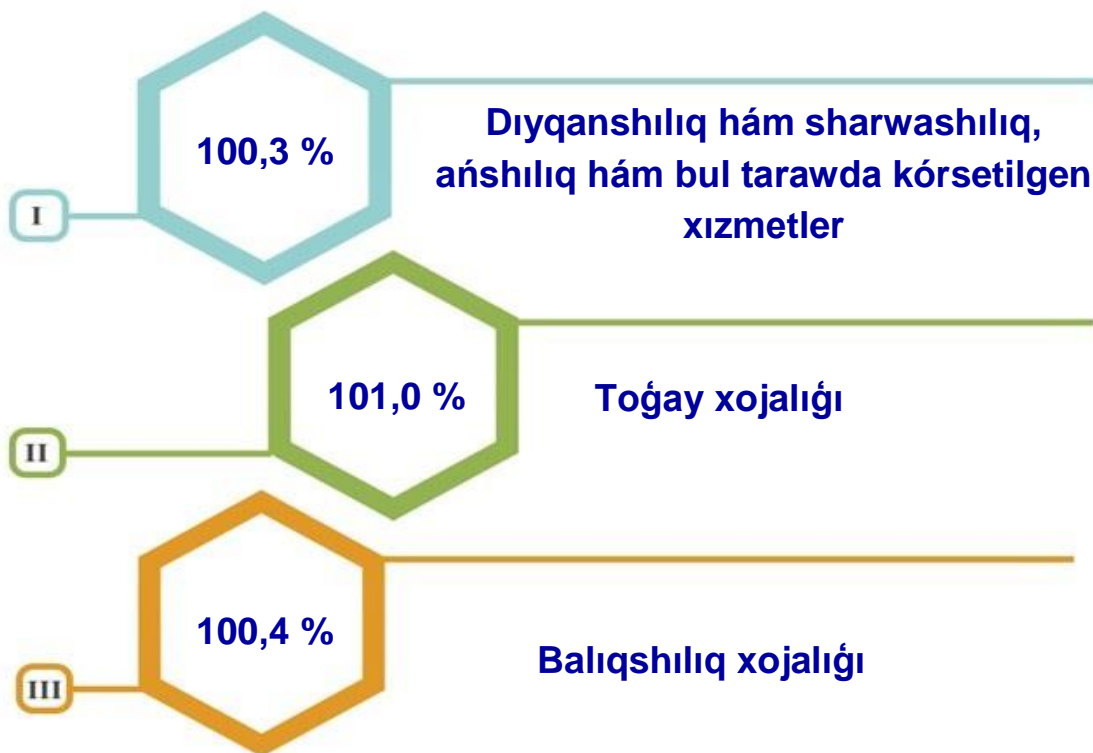 I
100,3 %
Dıyqanshılıq hám sharwashılıq,
ańshılıq hám bul tarawda kórsetilgen
xızmetler
II
101,0 %
Toǵay xojalıǵı
III
100,4 %
Balıqshılıq xojalıǵı